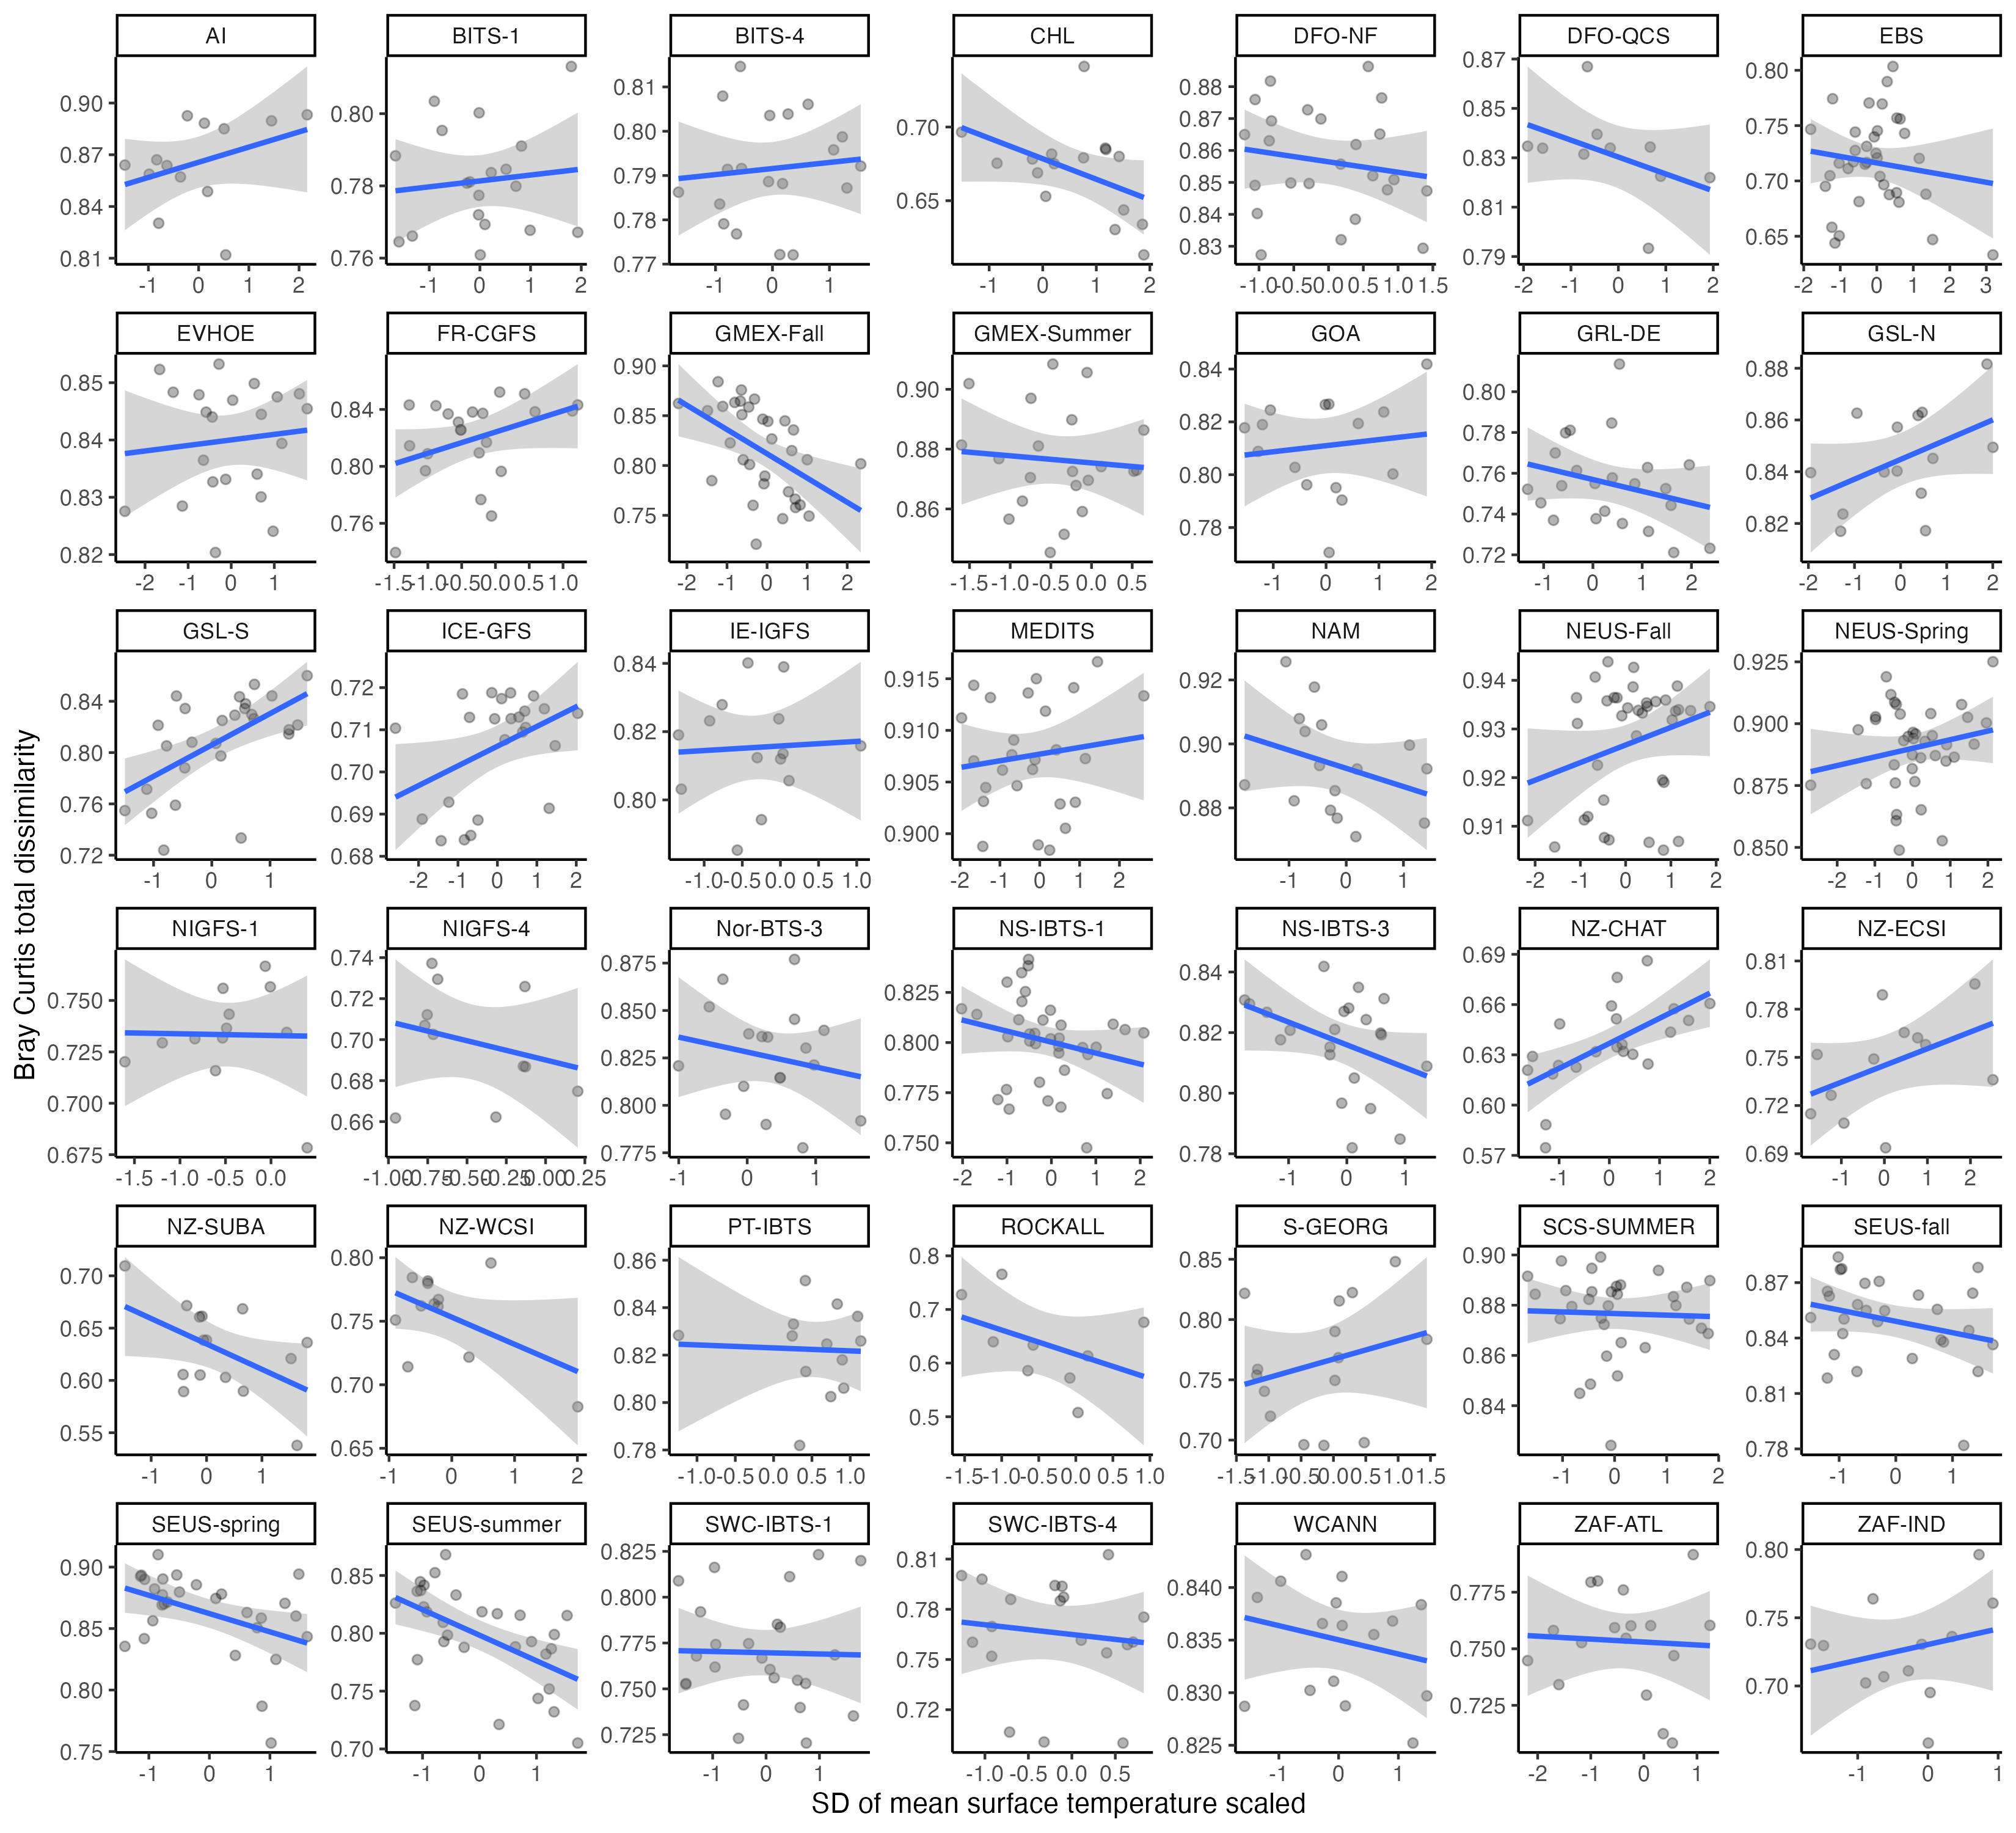 Bray Curtis total dissimilarity
AI
0.90
0.87
0.84
0.81
-1 0 1 2
BITS-1
0.80
0.78
0.76
-1 0 1
BITS-4
0.81
0.80
0.79
0.78
0.77
-1 0 1
CHL
0.70
0.65
-1 0 1 2
DFO-NF
0.88
0.87
0.86
0.85
0.84
0.83
-1.0 -0.5 0.0 0.5 1.0 1.5
DFO-QCS
0.87
0.85
0.83
0.81
0.79
-2 -1 0 1 2
EBS
0.80
0.75
0.70
0.65
-2 -1 0 1 2 3
EVHOE
0.85
0.84
0.83
0.82
-2 -1 0 1
FR-CGFS
0.84
0.80
0.76
-1.5 -1.0 -0.5 0.0 0.5 1.0
GMEX-Fall
0.90
0.85
0.80
0.75
-2 -1 0 1 2
GMEX-Summer
0.90
0.88
0.86
-1.5 -1.0 -0.5 0.0 0.5
GOA
0.84
0.82
0.80
0.78
-1 0 1 2
GRL-DE
0.80
0.78
0.76
0.74
0.72
-1 0 1 2
GSL-N
0.88
0.86
0.84
0.82
-2 -1 0 1 2
GSL-S
0.84
0.80
0.76
0.72
-1 0 1
ICE-GFS
0.72
0.71
0.70
0.69
0.68
-2 -1 0 1 2
IE-IGFS
0.84
0.82
0.80
-1.0 -0.5 0.0 0.5 1.0
MEDITS
0.915
0.910
0.905
0.900
-2 -1 0 1 2
NAM
0.92
0.90
0.88
-1 0 1
NEUS-Fall
0.94
0.93
0.92
0.91
-2 -1 0 1 2
NEUS-Spring
0.925
0.900
0.875
0.850
-2 -1 0 1 2
NIGFS-1
0.750
0.725
0.700
0.675
-1.5 -1.0 -0.5 0.0
NIGFS-4
0.74
0.72
0.70
0.68
0.66
-1.00 -0.75 -0.50 -0.25 0.00 0.25
Nor-BTS-3
0.875
0.850
0.825
0.800
0.775
-1 0 1
NS-IBTS-1
0.825
0.800
0.775
0.750
-2 -1 0 1 2
NS-IBTS-3
0.84
0.82
0.80
0.78
-1 0 1
NZ-CHAT
0.69
0.66
0.63
0.60
0.57
-1 0 1 2
NZ-ECSI
0.81
0.78
0.75
0.72
0.69
-1 0 1 2
NZ-SUBA
0.70
0.65
0.60
0.55
-1 0 1
NZ-WCSI
0.80
0.75
0.70
0.65
-1 0 1 2
PT-IBTS
0.86
0.84
0.82
0.80
0.78
-1.0 -0.5 0.0 0.5 1.0
ROCKALL
0.8
0.7
0.6
0.5
-1.5 -1.0 -0.5 0.0 0.5 1.0
S-GEORG
0.85
0.80
0.75
0.70
-1.5 -1.0 -0.5 0.0 0.5 1.0 1.5
SCS-SUMMER
0.90
0.88
0.86
0.84
-1 0 1 2
SEUS-fall
0.87
0.84
0.81
0.78
-1 0 1
SEUS-spring
0.90
0.85
0.80
0.75
-1 0 1
SEUS-summer
0.85
0.80
0.75
0.70
-1 0 1
SWC-IBTS-1
0.825
0.800
0.775
0.750
0.725
-1 0 1
SWC-IBTS-4
0.81
0.78
0.75
0.72
-1.0 -0.5 0.0 0.5
WCANN
0.840
0.835
0.830
0.825
-1 0 1
ZAF-ATL
0.775
0.750
0.725
-2 -1 0 1
ZAF-IND
0.80
0.75
0.70
-1 0 1
SD of mean surface temperature scaled